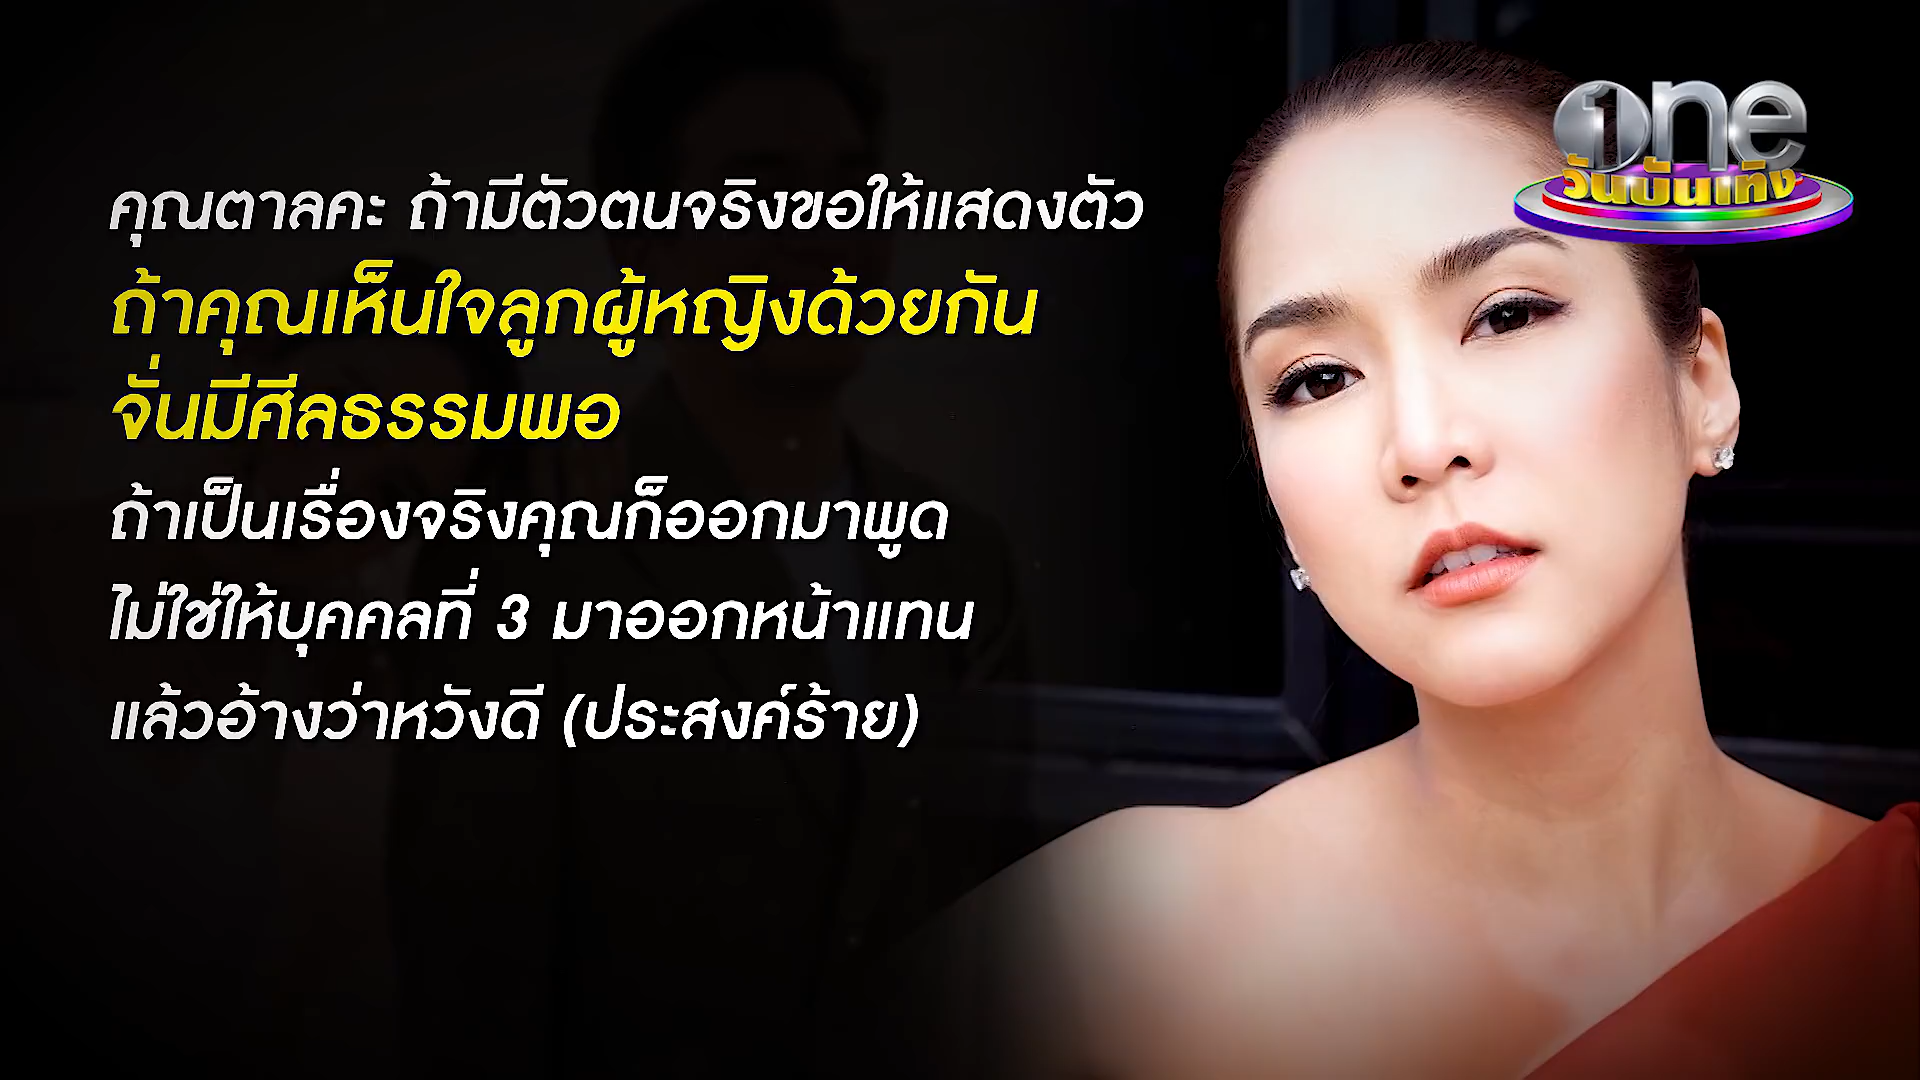 one
วันบันเทิง
คุณตาลคะ ถ้ามีตัวตนจริงขอให้แสดงตัว
ถ้าคุณเห็นใจลูกผู้หญิงด้วยกัน
จั่นมีศีลธรรมพอ
ถ้าเป็นเรื่องจริงคุณก็ออกมาพูด
ไม่ใช่ให้บุคคลที่ 3 มาออกหน้าแทน
แล้วอ้างว่าหวังดี (ประสงค์ร้าย)